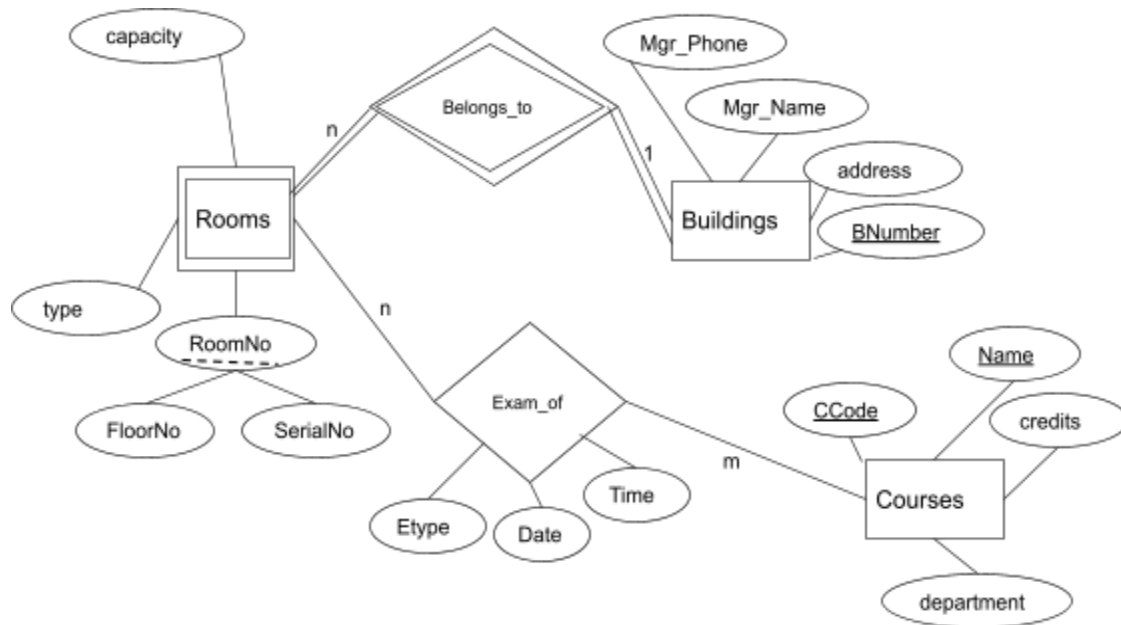 capacity
Mgr_Phone
Belongs_to
Mgr_Name
n
1
address
Rooms
Buildings
BNumber
type
n
RoomNo
Name
Exam_of
CCode
credits
FloorNo
SerialNo
m
Time
Courses
Etype
Date
department